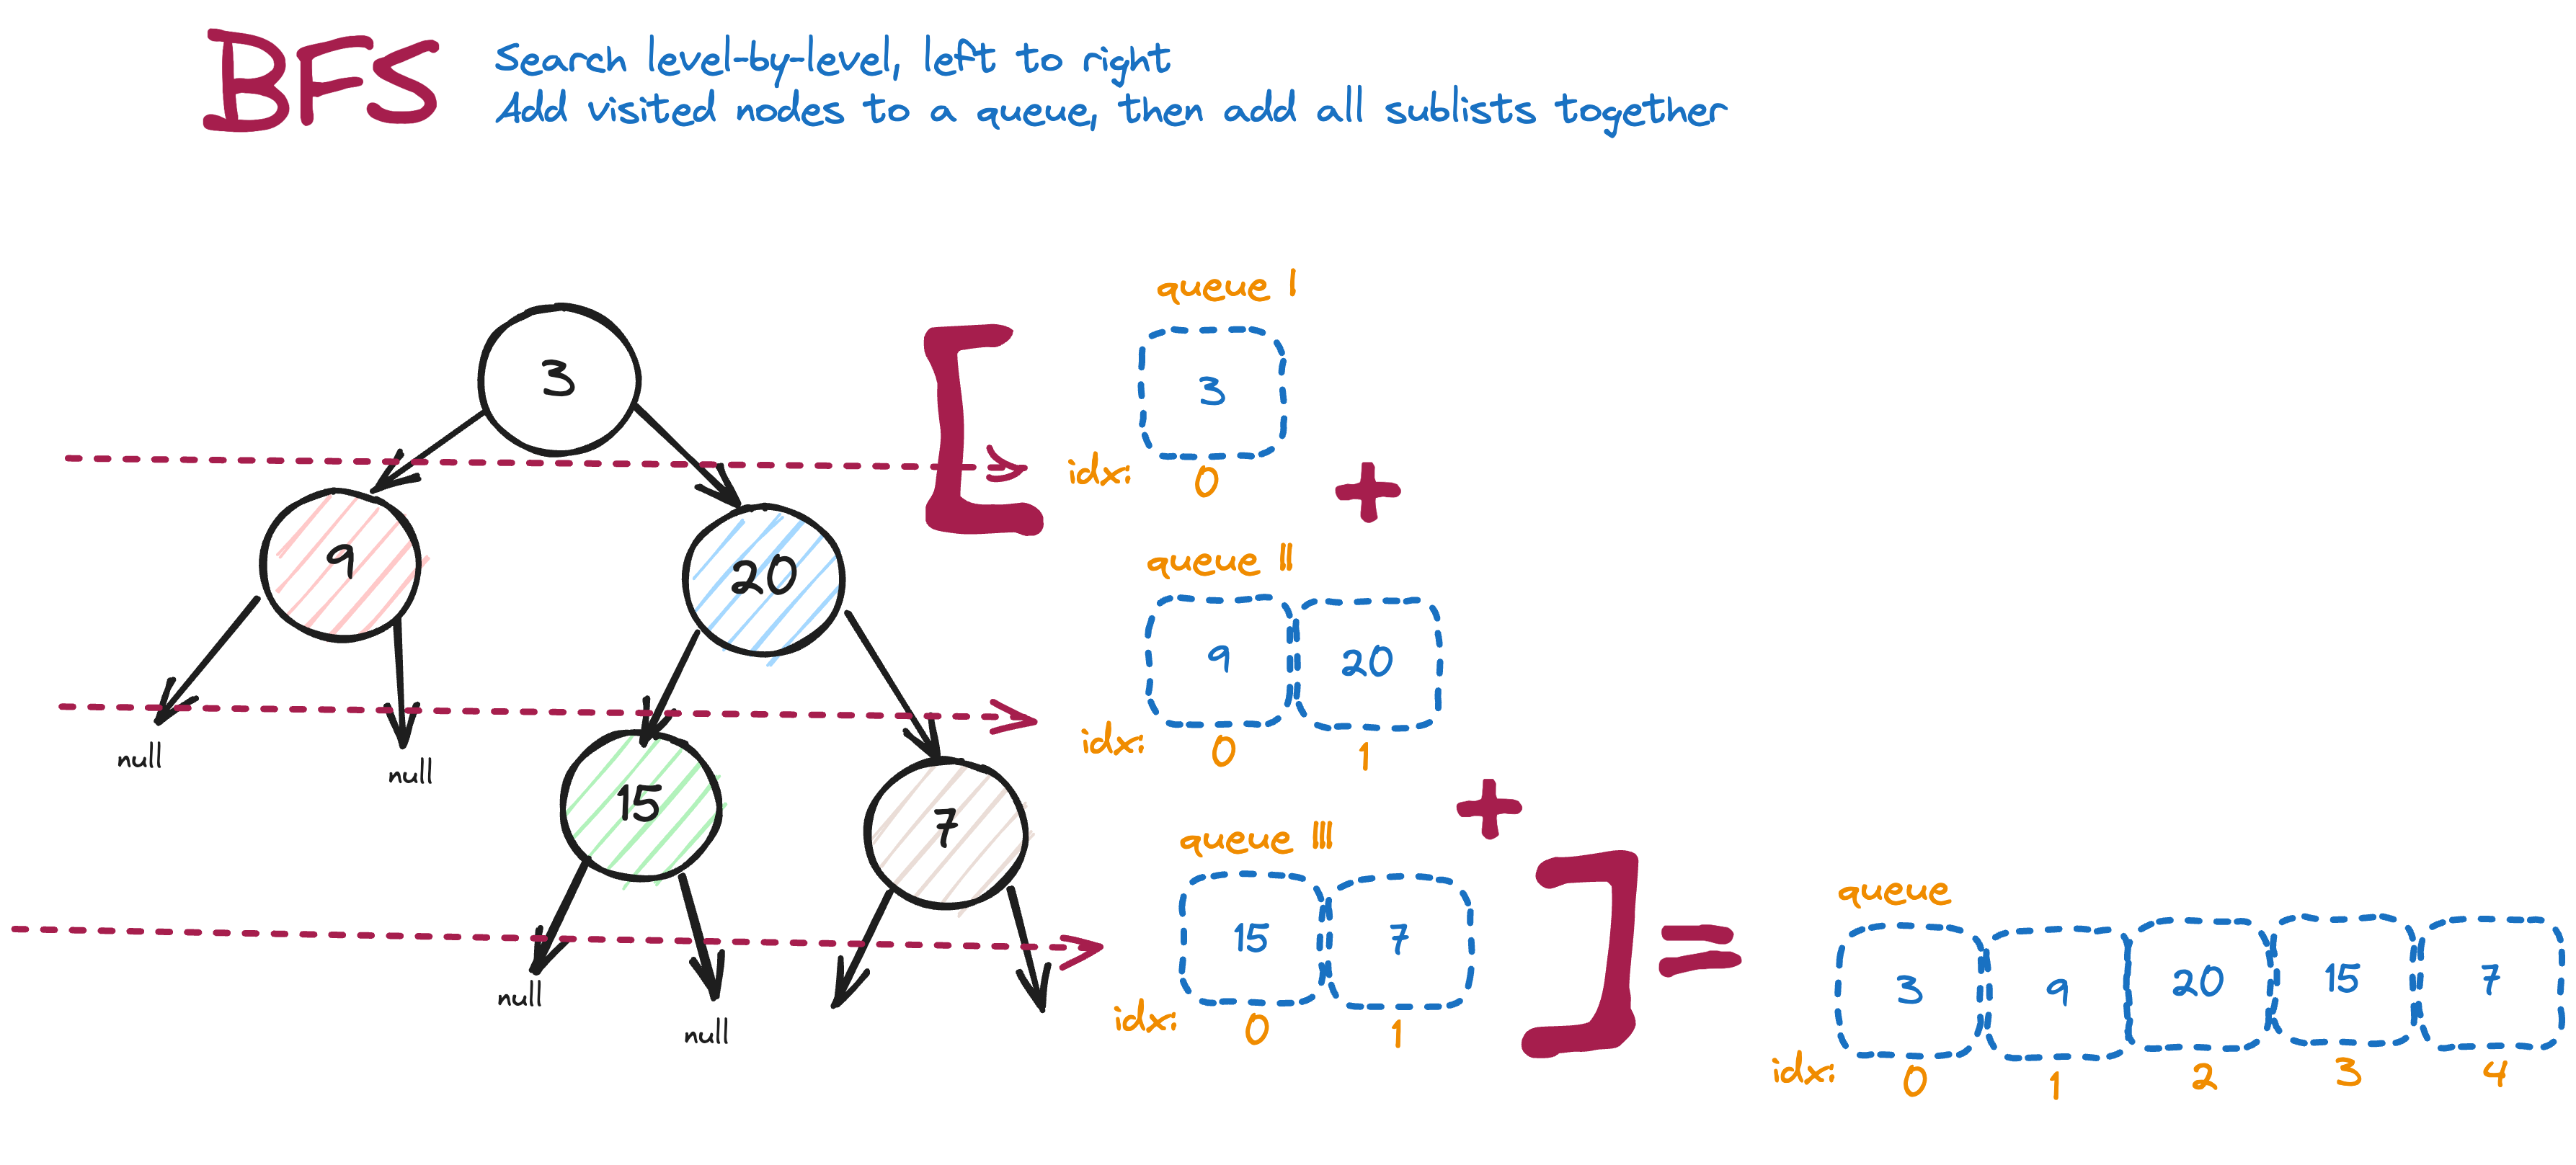 BFS
Search level-by-level, left to right
Add visited nodes to a queue, then add all sublists together
3
9
20
null
null
15
7
null
null
[
queue I
3
idx: 0
+
queue II
9 20
idx: 0 1
+
queue III
15 7
idx: 0 1
]
=
queue
3 9 20 15 7
idx: 0 1 2 3 4